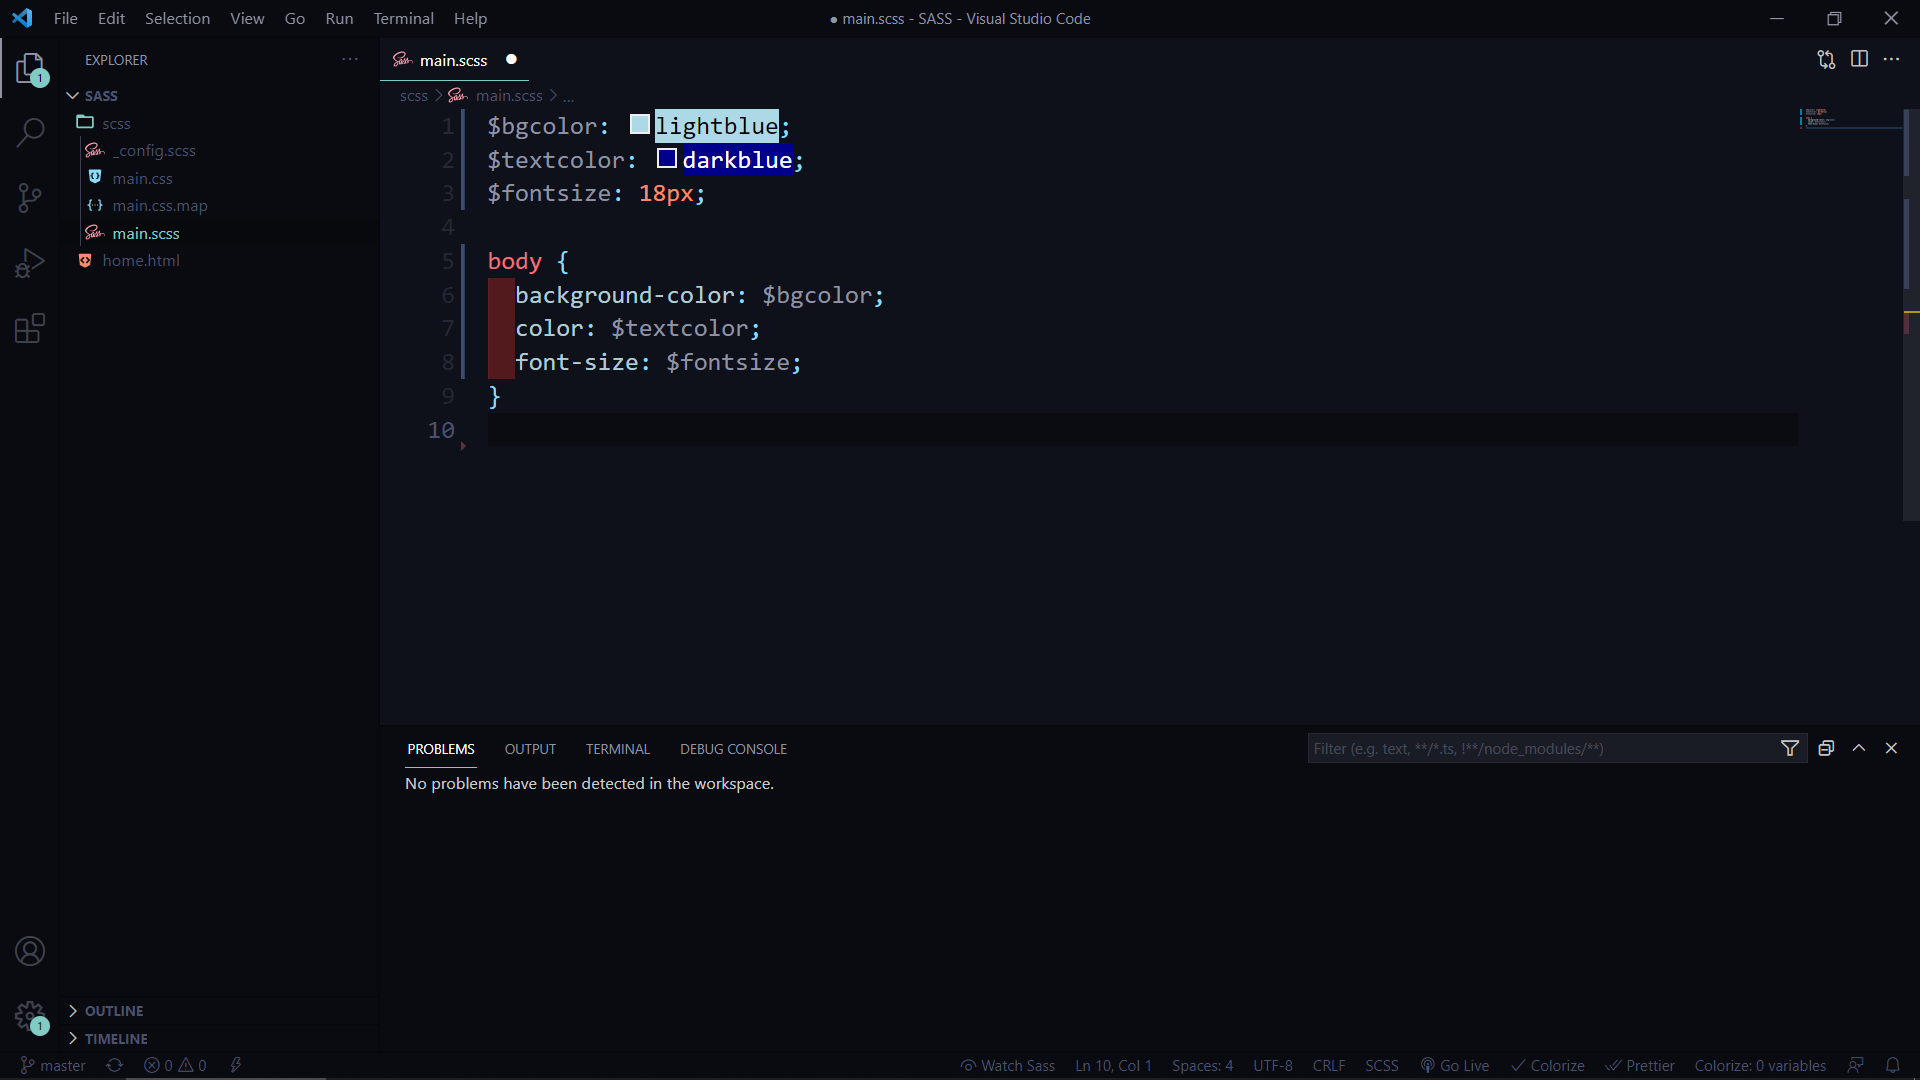 File Edit Selection View Go Run Terminal Help
● main.scss - SASS - Visual Studio Code
EXPLORER
1
SASS
scss
_config.scss
main.css
main.css.map
main.scss
home.html
OUTLINE
TIMELINE
1
main.scss
scss > main.scss > ...
1 $bgcolor: lightblue;
2 $textcolor: darkblue;
3 $fontsize: 18px;
4
5 body {
6 background-color: $bgcolor;
7 color: $textcolor;
8 font-size: $fontsize;
9 }
10
PROBLEMS OUTPUT TERMINAL DEBUG CONSOLE
Filter (e.g. text, **/*.ts, !**/node_modules/**)
No problems have been detected in the workspace.
master 0 0 Watch Sass Ln 10, Col 1 Spaces: 4 UTF-8 CRLF SCSS Go Live Colorize Prettier Colorize: 0 variables